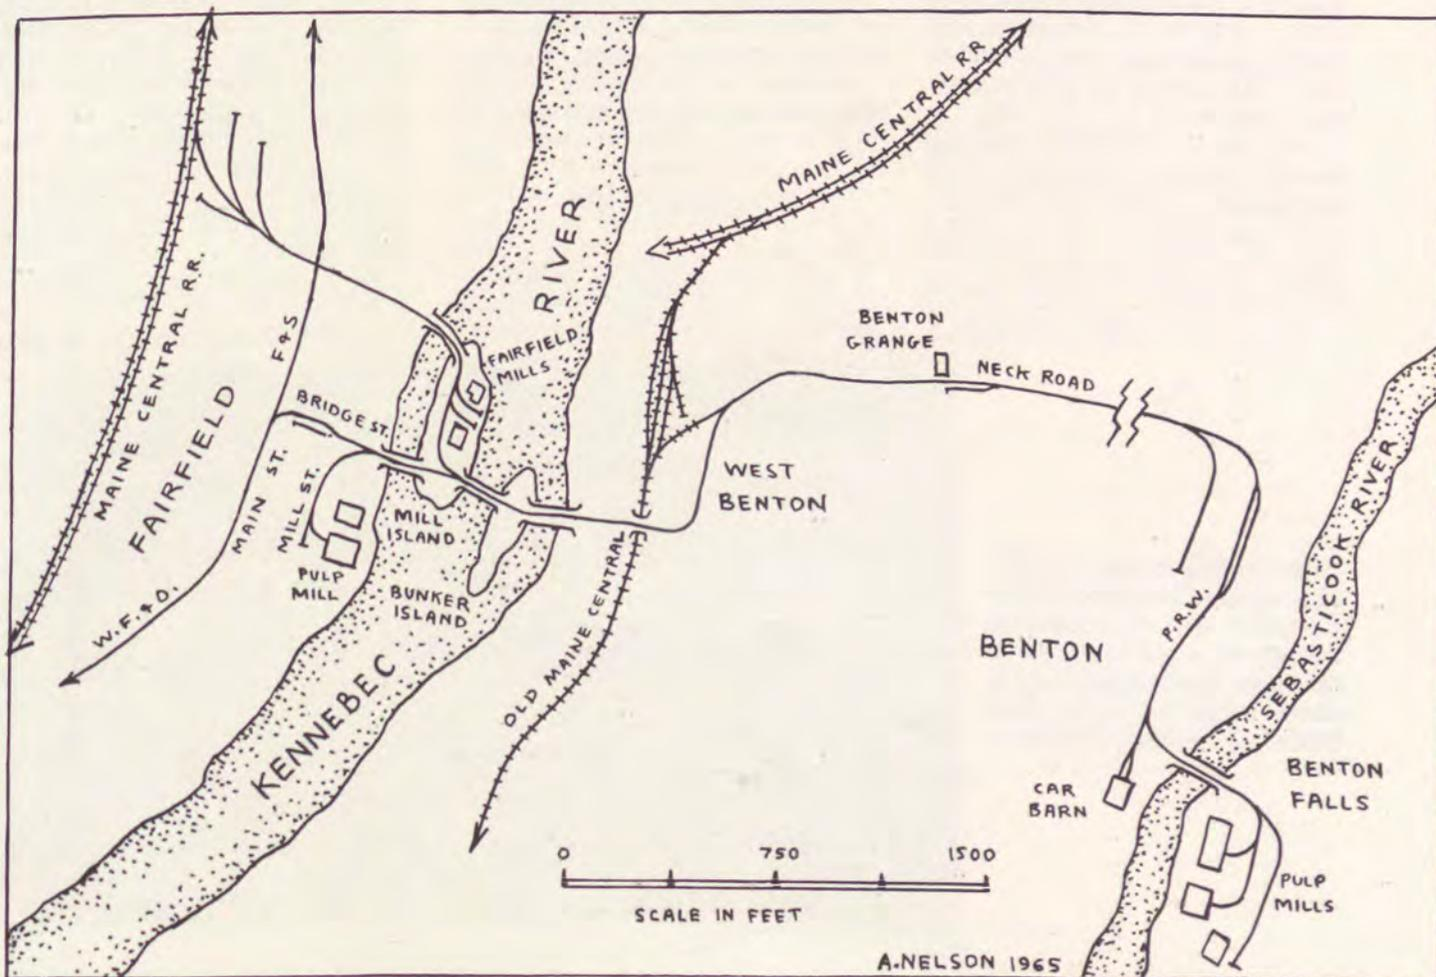 MAINE CENTRAL RR
RIVER
MAINE CENTRAL R.R.
FAIRFIELD
F&S
FAIRFIELD
MILLS
BENTON
GRANGE
NECK ROAD
BRIDGE ST.
MAIN ST.
MILL ST.
WEST
BENTON
MILL
ISLAND
PULP
MILL
BUNKER
ISLAND
W.F.&O.
OLD MAINE CENTRAL
KENNEBEC
BENTON
P.R.W.
SEBASTICOOK RIVER
CAR
BARN
BENTON
FALLS
0 750 1500
SCALE IN FEET
PULP
MILLS
A.NELSON 1965